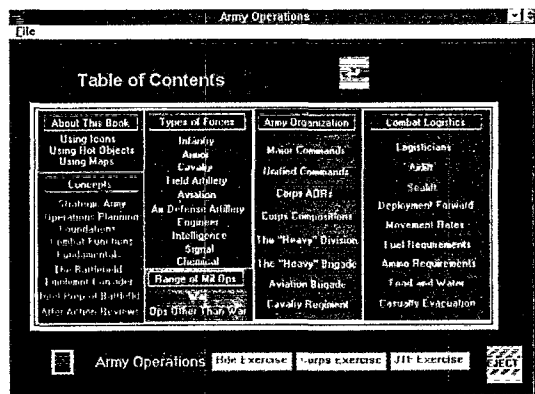 Army Operations
File
Table of Contents
About This Book
Using Icons
Using Hot Objects
Using Maps
Concepts
Strategic Army
Operations Planning
Foundations
Combat Functions
Fundamentals
The Battlefield
After Action Reviews
Types of Forces
Infantry
Armor
Cavalry
Field Artillery
Aviation
Air Defense Artillery
Engineer
Intelligence
Signal
Chemical
Range of Mil Ops
War
Ops Other Than War
Army Organization
Major Commands
Unified Commands
Corps AORs
Corps Compositions
The "Heavy" Division
The "Heavy" Brigade
Aviation Brigade
Cavalry Regiment
Combat Logistics
Logisticians
Airlift
Sealift
Deployment Forward
Movement Rates
Fuel Requirements
Ammo Requirements
Food and Water
Casualty Evacuation
Army Operations
Bde Exercise
Corps Exercise
JTF Exercise
EJECT